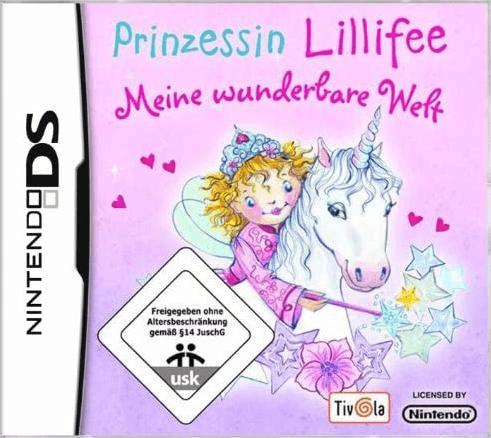 Prinzessin Lillifee
Meine wunderbare Welt
NINTENDO DS
Freigegeben ohne
Altersbeschränkung
gemäß §14 JuschG
usk
Tivola
LICENSED BY
Nintendo